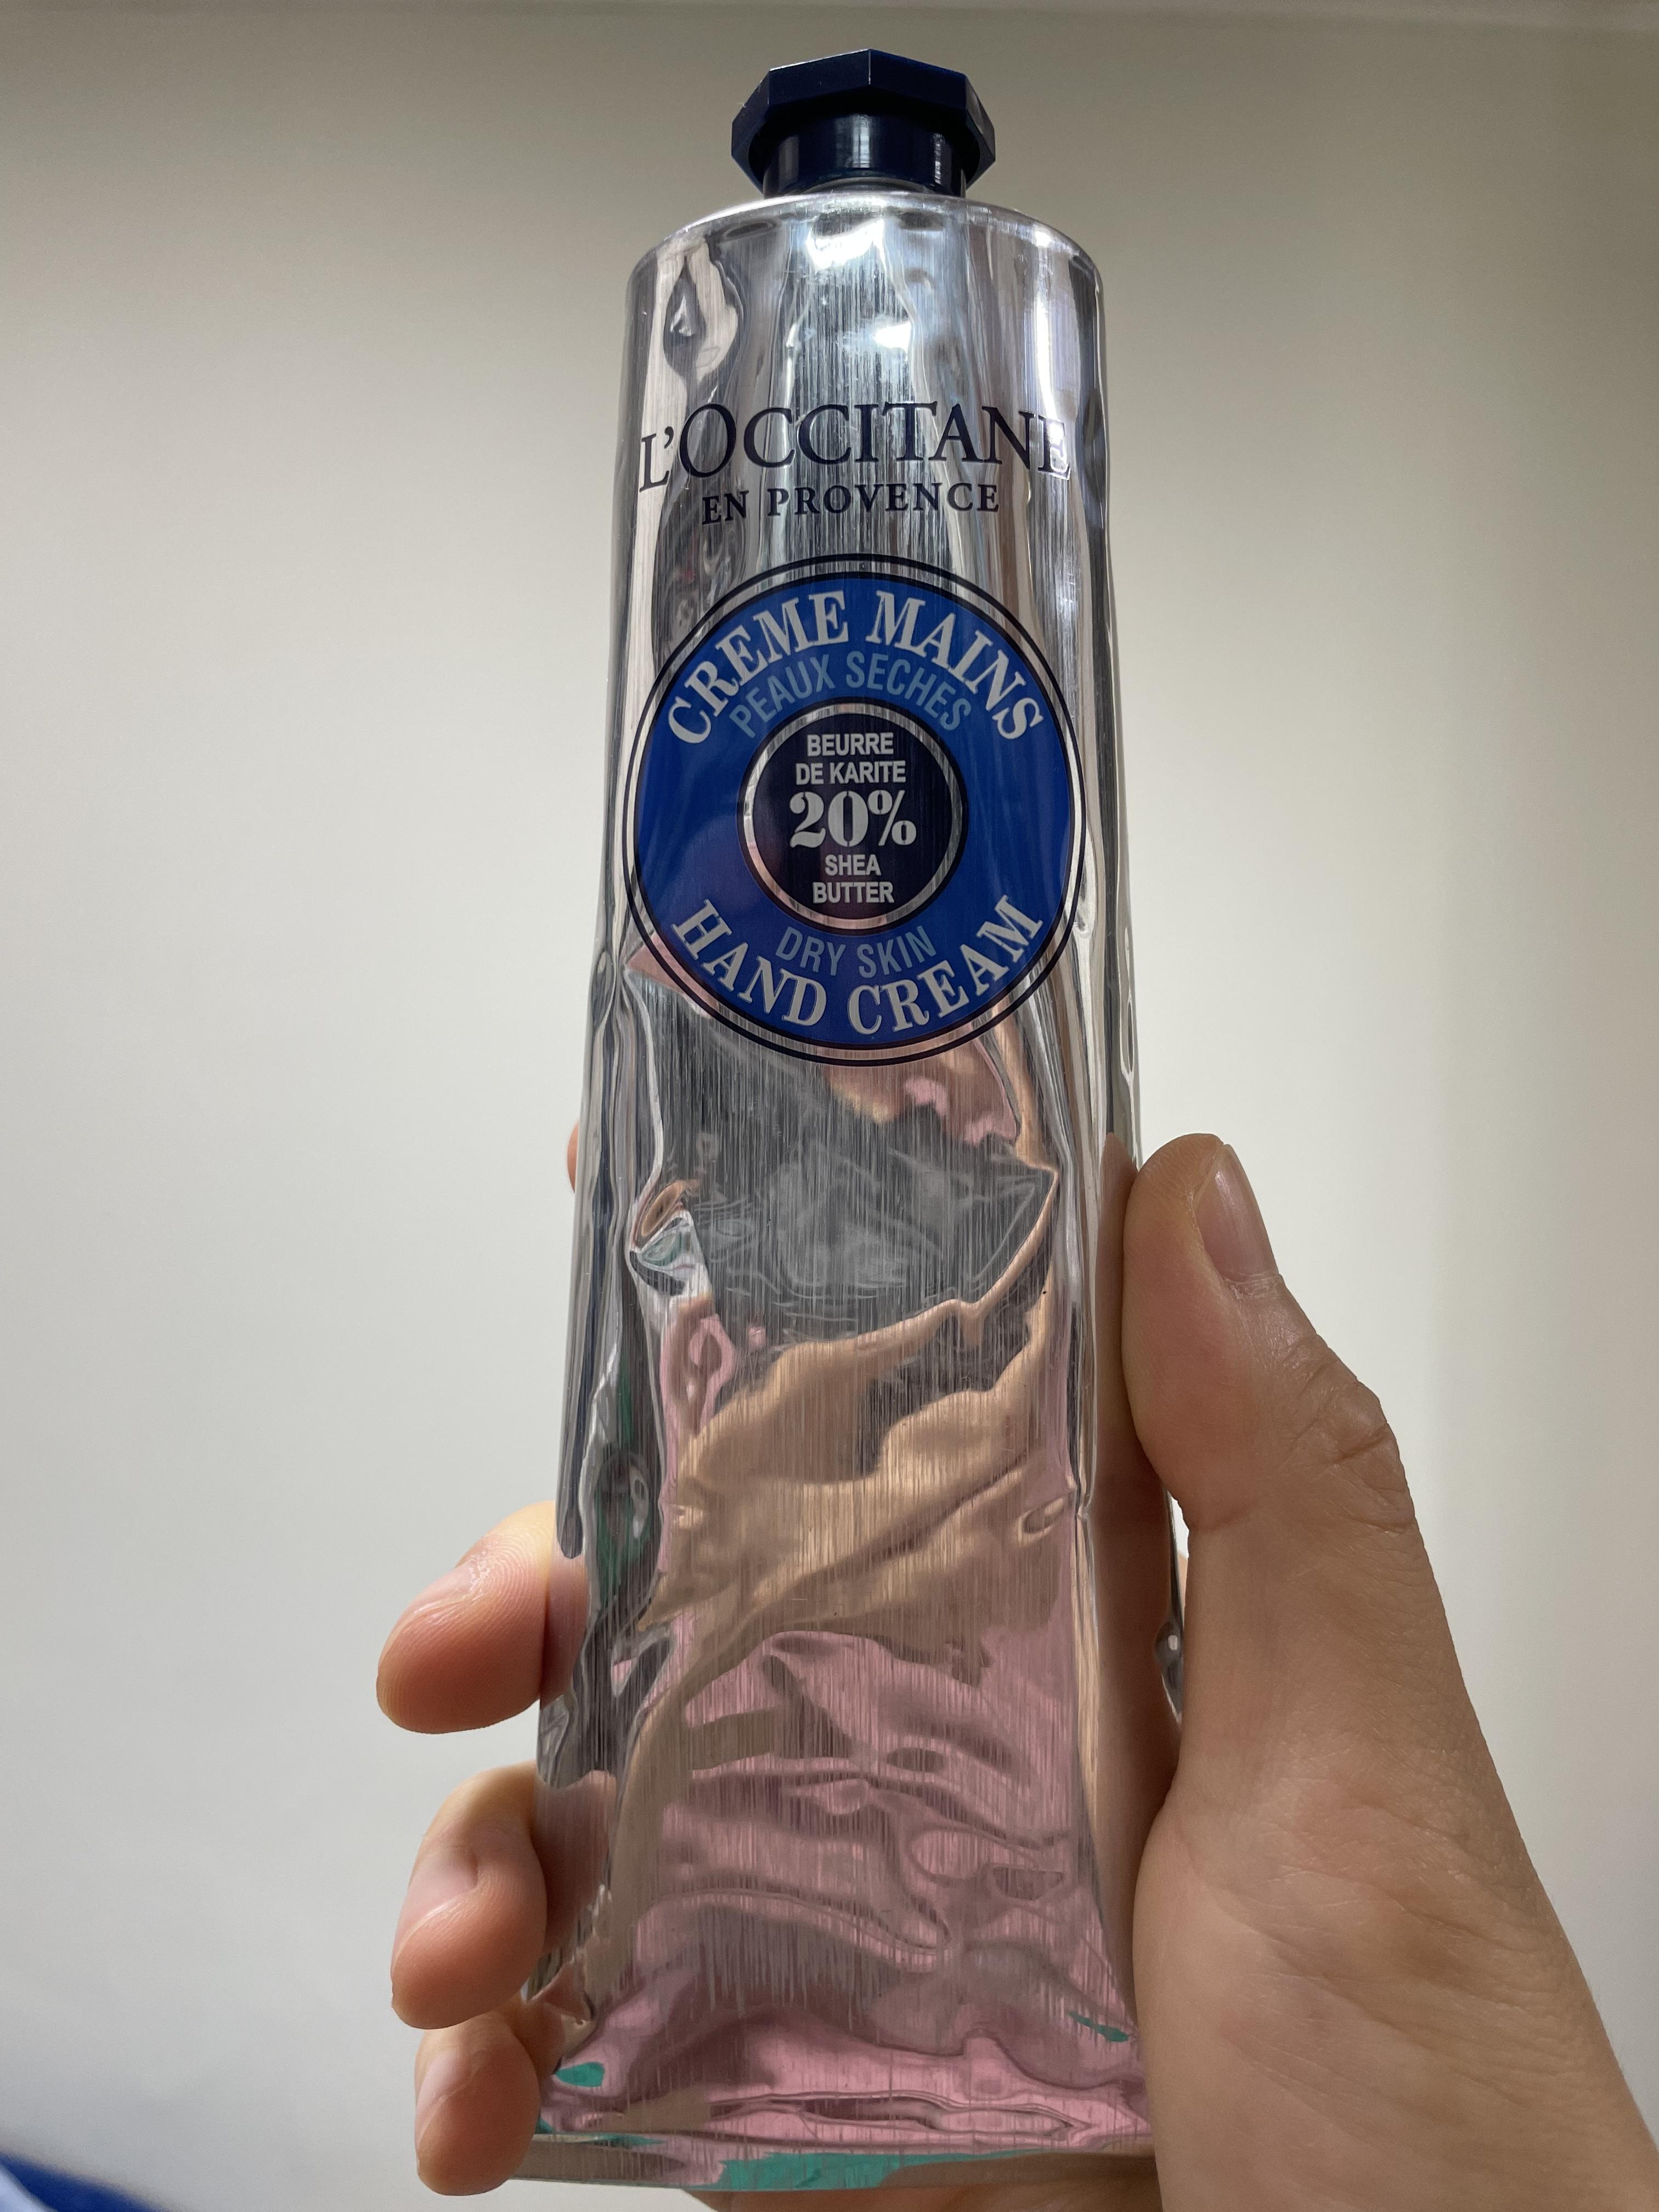 L'OCCITANE
EN PROVENCE
CREME MAINS
PEAUX SECHES
BEURRE
DE KARITE
20%
SHEA
BUTTER
DRY SKIN
HAND CREAM